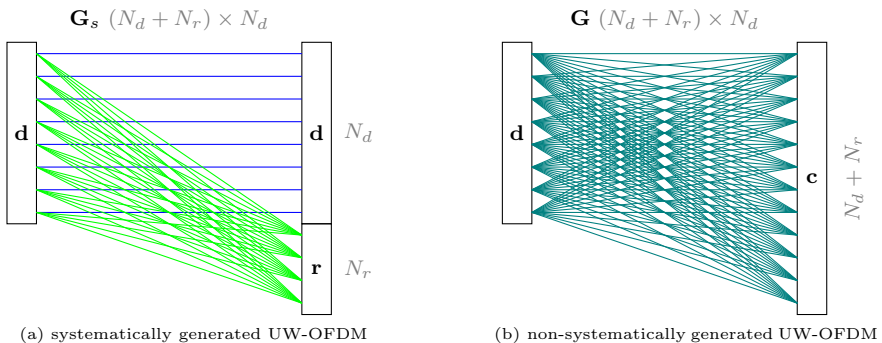 G_s (N_d + N_r) × N_d
d
d
N_d
r
N_r
(a) systematically generated UW-OFDM
G (N_d + N_r) × N_d
d
c
N_d + N_r
(b) non-systematically generated UW-OFDM